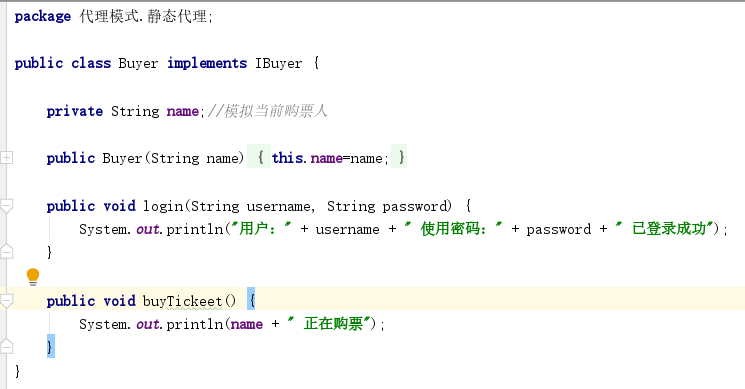 package 代理模式.静态代理;
public class Buyer implements IBuyer {
private String name;//模拟当前购票人
public Buyer(String name) { this.name=name; }
public void login(String username, String password) {
System.out.println("用户：" + username + " 使用密码：" + password + " 已登录成功");
}
public void buyTickeet() {
System.out.println(name + " 正在购票");
}
}